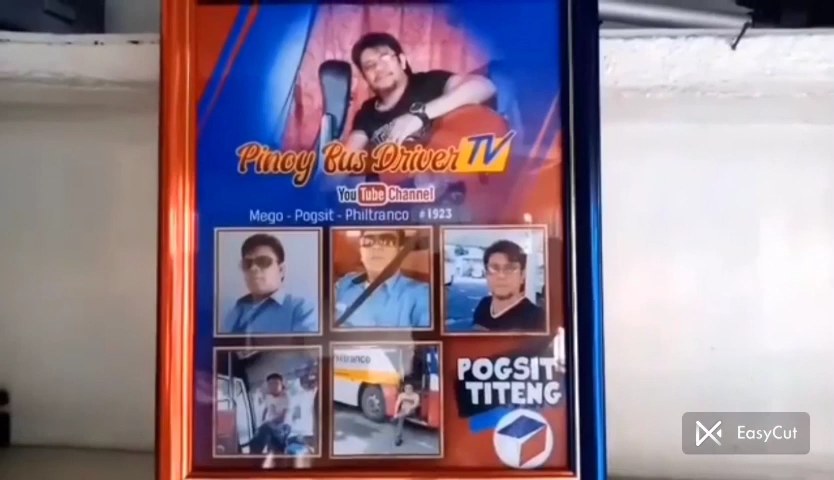 Pinoy Bus Driver TV
YouTube Channel
Mego - Pogsit - Philtranco #1923
POGSIT
TITENG
EasyCut